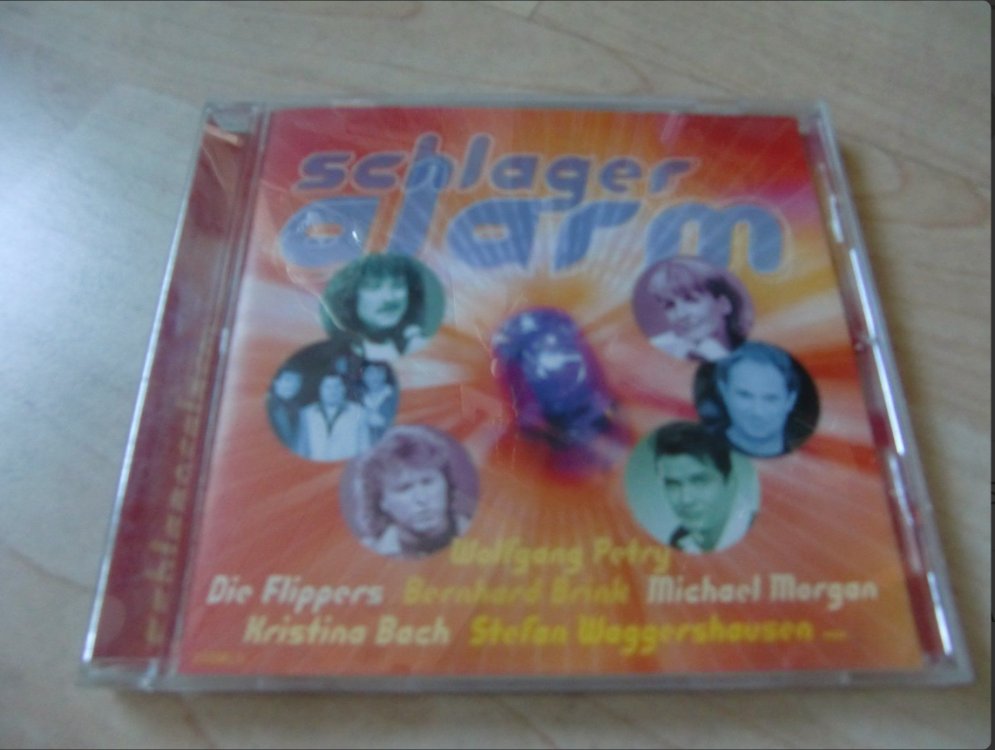 schlager
alarm
Wolfgang Petry
Die Flippers Bernhard Brink Michael Morgan
Kristina Bach Stefan Waggershausen ...